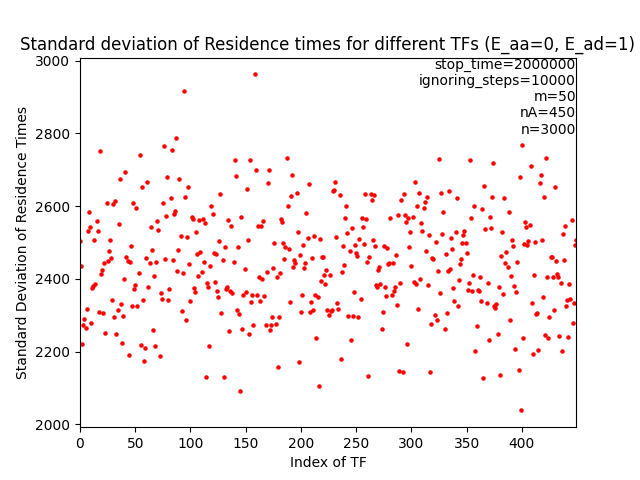 Standard deviation of Residence times for different TFs (E_aa=0, E_ad=1)
stop_time=2000000
ignoring_steps=10000
m=50
nA=450
n=3000
Standard Deviation of Residence Times
3000
2800
2600
2400
2200
2000
0 50 100 150 200 250 300 350 400
Index of TF